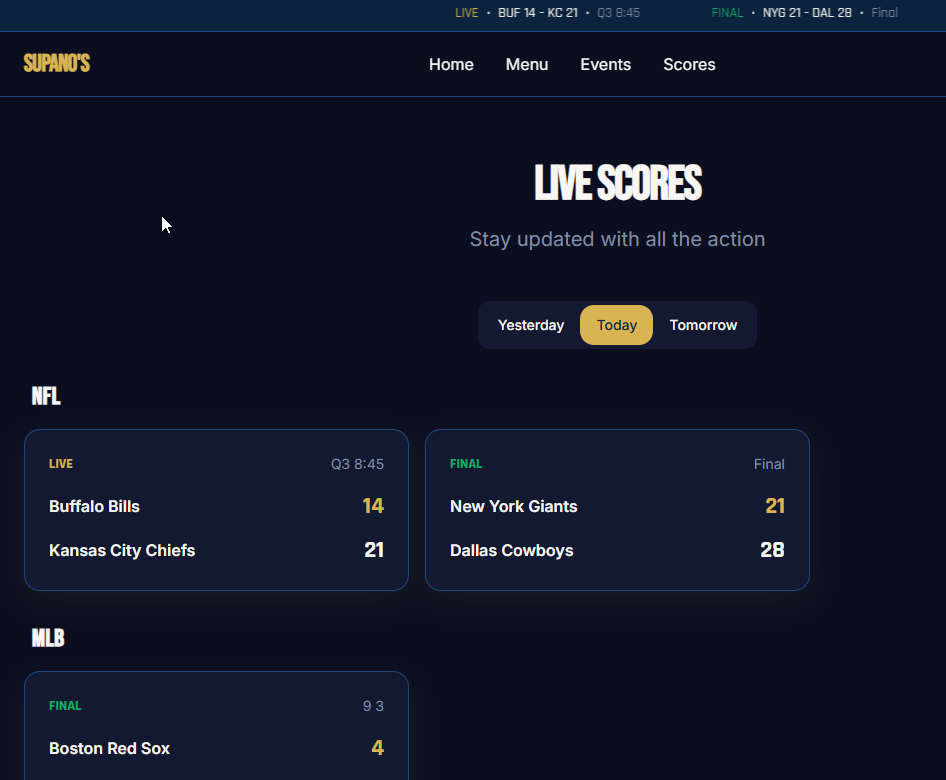 LIVE • BUF 14 - KC 21 • Q3 8:45 FINAL • NYG 21 - DAL 28 • Final
SUPANO'S Home Menu Events Scores
LIVE SCORES
Stay updated with all the action
Yesterday Today Tomorrow
NFL
LIVE Q3 8:45
Buffalo Bills 14
Kansas City Chiefs 21
FINAL Final
New York Giants 21
Dallas Cowboys 28
MLB
FINAL 9 3
Boston Red Sox 4